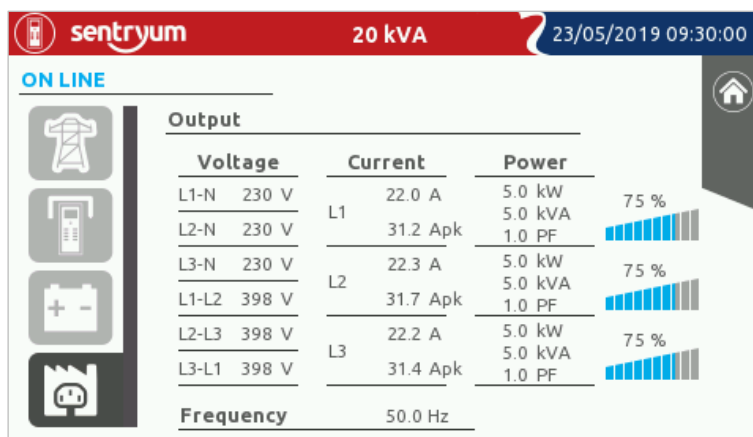 sentryum 20 kVA 23/05/2019 09:30:00
ON LINE
Output
Voltage Current Power
L1-N 230 V
L2-N 230 V
L3-N 230 V
L1-L2 398 V
L2-L3 398 V
L3-L1 398 V
L1 22.0 A
31.2 Apk
L2 22.3 A
31.7 Apk
L3 22.2 A
31.4 Apk
5.0 kW
5.0 kVA
1.0 PF
75 %
5.0 kW
5.0 kVA
1.0 PF
75 %
5.0 kW
5.0 kVA
1.0 PF
75 %
Frequency 50.0 Hz